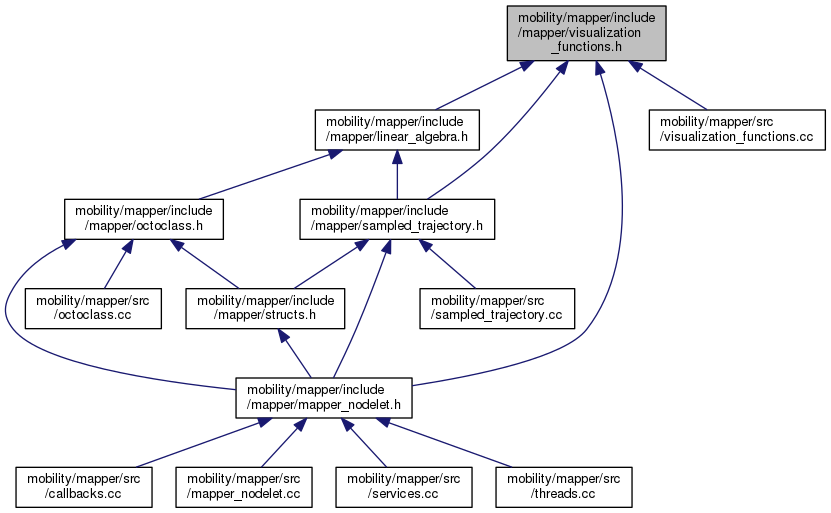 mobility/mapper/include
/mapper/visualization
_functions.h
mobility/mapper/include
/mapper/linear_algebra.h
mobility/mapper/src
/visualization_functions.cc
mobility/mapper/include
/mapper/octoclass.h
mobility/mapper/include
/mapper/sampled_trajectory.h
mobility/mapper/src
/octoclass.cc
mobility/mapper/include
/mapper/structs.h
mobility/mapper/src
/sampled_trajectory.cc
mobility/mapper/include
/mapper/mapper_nodelet.h
mobility/mapper/src
/callbacks.cc
mobility/mapper/src
/mapper_nodelet.cc
mobility/mapper/src
/services.cc
mobility/mapper/src
/threads.cc